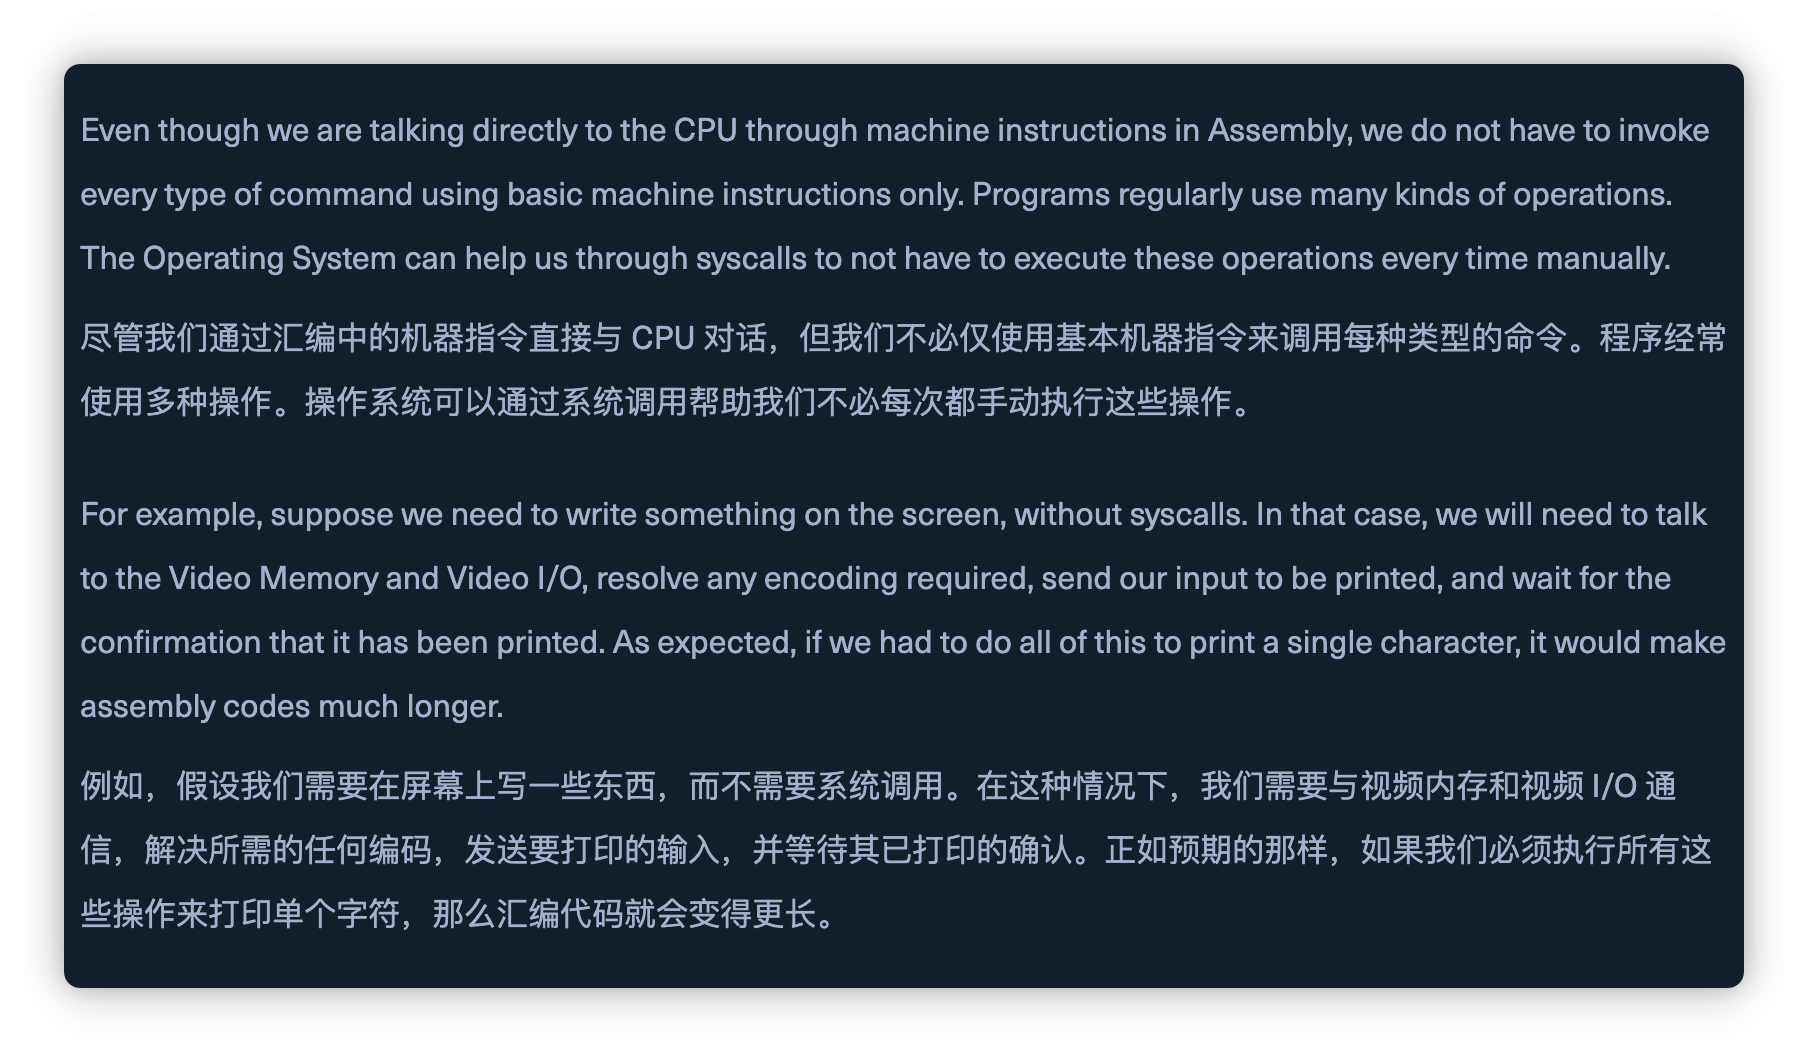 Even though we are talking directly to the CPU through machine instructions in Assembly, we do not have to invoke
every type of command using basic machine instructions only. Programs regularly use many kinds of operations.
The Operating System can help us through syscalls to not have to execute these operations every time manually.
尽管我们通过汇编中的机器指令直接与 CPU 对话，但我们不必仅使用基本机器指令来调用每种类型的命令。程序经常
使用多种操作。操作系统可以通过系统调用帮助我们不必每次都手动执行这些操作。
For example, suppose we need to write something on the screen, without syscalls. In that case, we will need to talk
to the Video Memory and Video I/O, resolve any encoding required, send our input to be printed, and wait for the
confirmation that it has been printed. As expected, if we had to do all of this to print a single character, it would make
assembly codes much longer.
例如，假设我们需要在屏幕上写一些东西，而不需要系统调用。在这种情况下，我们需要与视频内存和视频 I/O 通
信，解决所需的任何编码，发送要打印的输入，并等待其已打印的确认。正如预期的那样，如果我们必须执行所有这
些操作来打印单个字符，那么汇编代码就会变得更长。